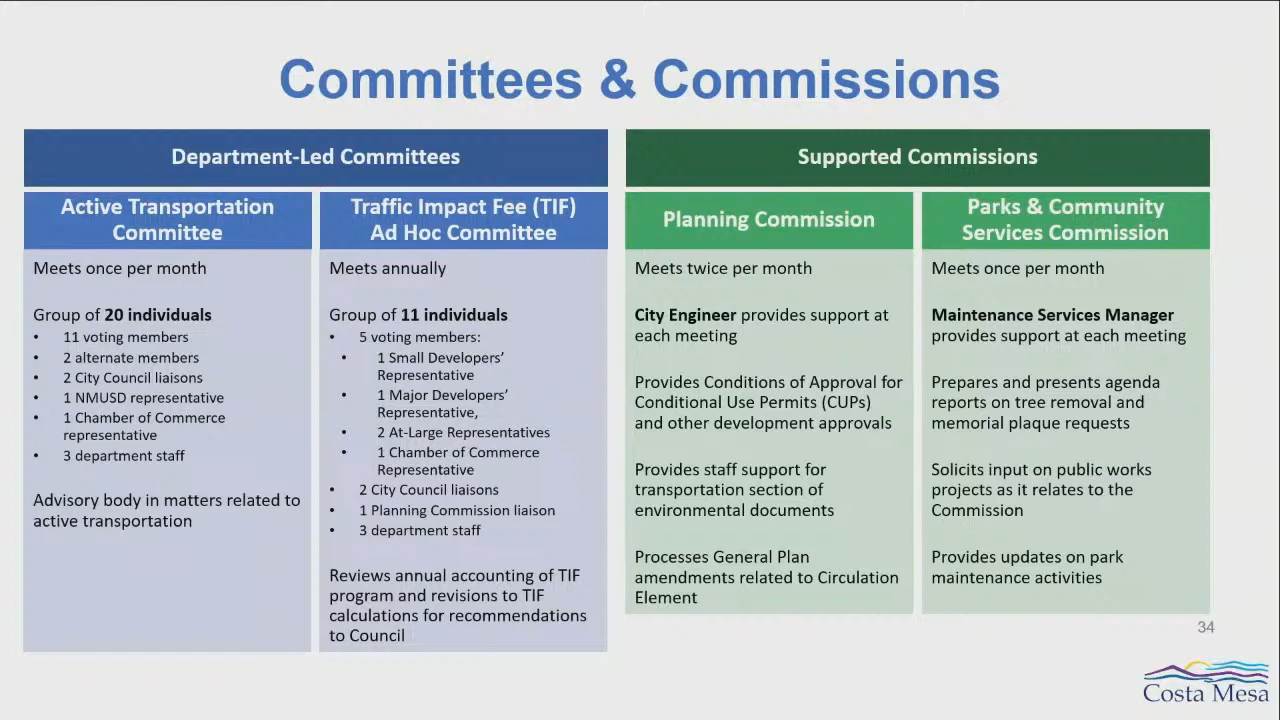 Committees & Commissions
Department-Led Committees
Active Transportation
Committee
Meets once per month
Group of 20 individuals
• 11 voting members
• 2 alternate members
• 2 City Council liaisons
• 1 NMUSD representative
• 1 Chamber of Commerce
representative
• 3 department staff
Advisory body in matters related to
active transportation
Traffic Impact Fee (TIF)
Ad Hoc Committee
Meets annually
Group of 11 individuals
• 5 voting members:
• 1 Small Developers’
Representative
• 1 Major Developers’
Representative,
• 2 At-Large Representatives
• 1 Chamber of Commerce
Representative
• 2 City Council liaisons
• 1 Planning Commission liaison
• 3 department staff
Reviews annual accounting of TIF
program and revisions to TIF
calculations for recommendations
to Council
Supported Commissions
Planning Commission
Meets twice per month
City Engineer provides support at
each meeting
Provides Conditions of Approval for
Conditional Use Permits (CUPs)
and other development approvals
Provides staff support for
transportation section of
environmental documents
Processes General Plan
amendments related to Circulation
Element
Parks & Community
Services Commission
Meets once per month
Maintenance Services Manager
provides support at each meeting
Prepares and presents agenda
reports on tree removal and
memorial plaque requests
Solicits input on public works
projects as it relates to the
Commission
Provides updates on park
maintenance activities
34
Costa Mesa